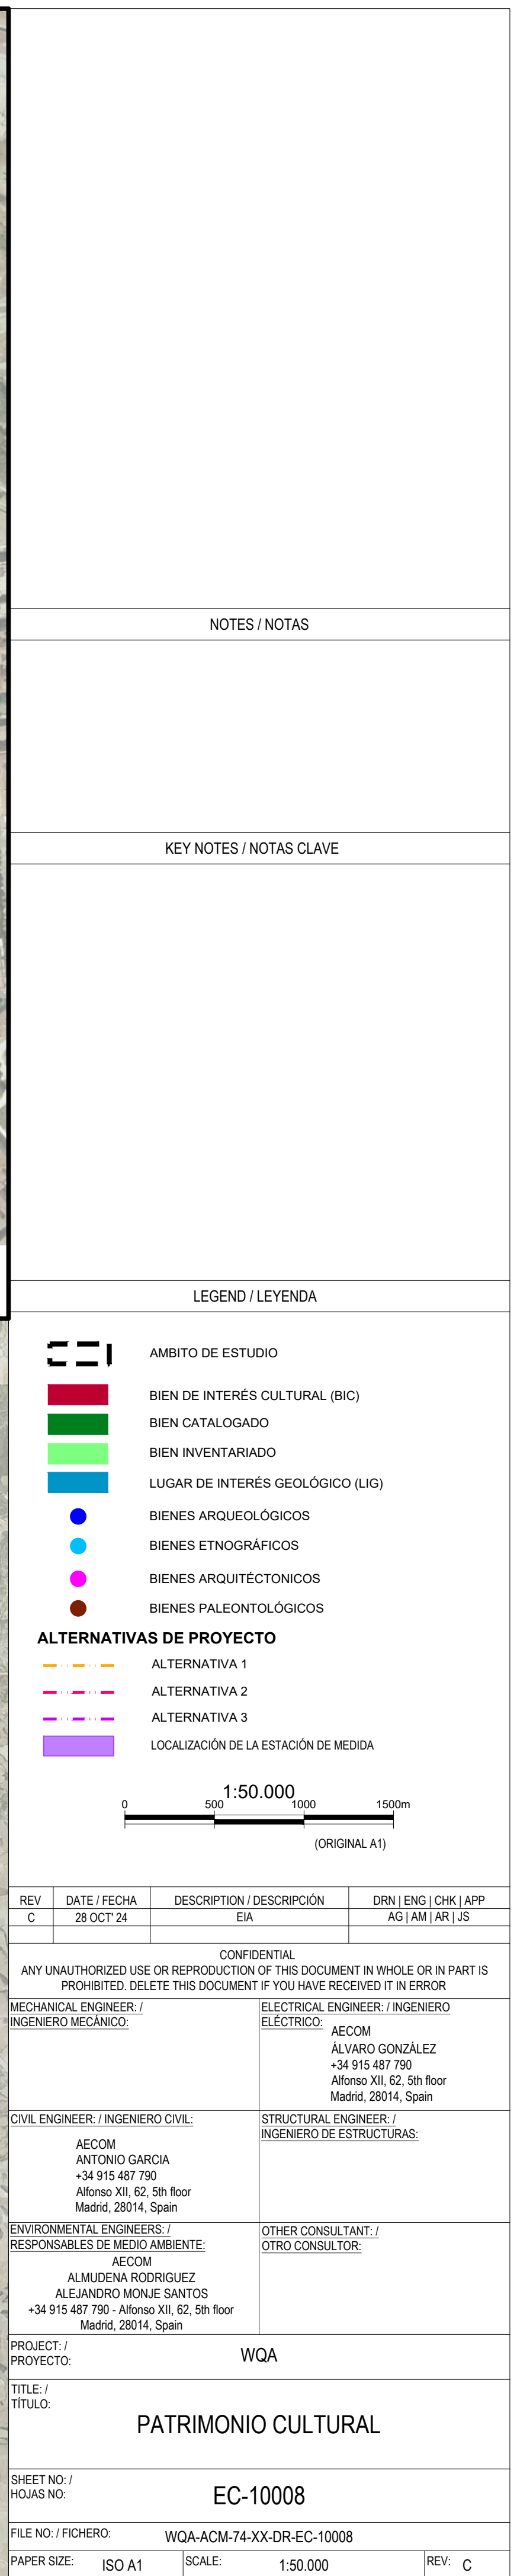 NOTES / NOTAS
KEY NOTES / NOTAS CLAVE
LEGEND / LEYENDA
AMBITO DE ESTUDIO
BIEN DE INTERÉS CULTURAL (BIC)
BIEN CATALOGADO
BIEN INVENTARIADO
LUGAR DE INTERÉS GEOLÓGICO (LIG)
BIENES ARQUEOLÓGICOS
BIENES ETNOGRÁFICOS
BIENES ARQUITÉCTONICOS
BIENES PALEONTOLÓGICOS
ALTERNATIVAS DE PROYECTO
ALTERNATIVA 1
ALTERNATIVA 2
ALTERNATIVA 3
LOCALIZACIÓN DE LA ESTACIÓN DE MEDIDA
1:50.000
0 500 1000 1500m
(ORIGINAL A1)
REV DATE / FECHA DESCRIPTION / DESCRIPCIÓN DRN | ENG | CHK | APP
C 28 OCT' 24 EIA AG | AM | AR | JS
CONFIDENTIAL
ANY UNAUTHORIZED USE OR REPRODUCTION OF THIS DOCUMENT IN WHOLE OR IN PART IS
PROHIBITED. DELETE THIS DOCUMENT IF YOU HAVE RECEIVED IT IN ERROR
MECHANICAL ENGINEER: /
INGENIERO MECÁNICO:
ELECTRICAL ENGINEER: / INGENIERO
ELÉCTRICO:
AECOM
ÁLVARO GONZÁLEZ
+34 915 487 790
Alfonso XII, 62, 5th floor
Madrid, 28014, Spain
CIVIL ENGINEER: / INGENIERO CIVIL:
AECOM
ANTONIO GARCIA
+34 915 487 790
Alfonso XII, 62, 5th floor
Madrid, 28014, Spain
STRUCTURAL ENGINEER: /
INGENIERO DE ESTRUCTURAS:
ENVIRONMENTAL ENGINEERS: /
RESPONSABLES DE MEDIO AMBIENTE:
AECOM
ALMUDENA RODRIGUEZ
ALEJANDRO MONJE SANTOS
+34 915 487 790 - Alfonso XII, 62, 5th floor
Madrid, 28014, Spain
OTHER CONSULTANT: /
OTRO CONSULTOR:
PROJECT: /
PROYECTO:
WQA
TITLE: /
TÍTULO:
PATRIMONIO CULTURAL
SHEET NO: /
HOJAS NO:
EC-10008
FILE NO: / FICHERO: WQA-ACM-74-XX-DR-EC-10008
PAPER SIZE: ISO A1 SCALE: 1:50.000 REV: C